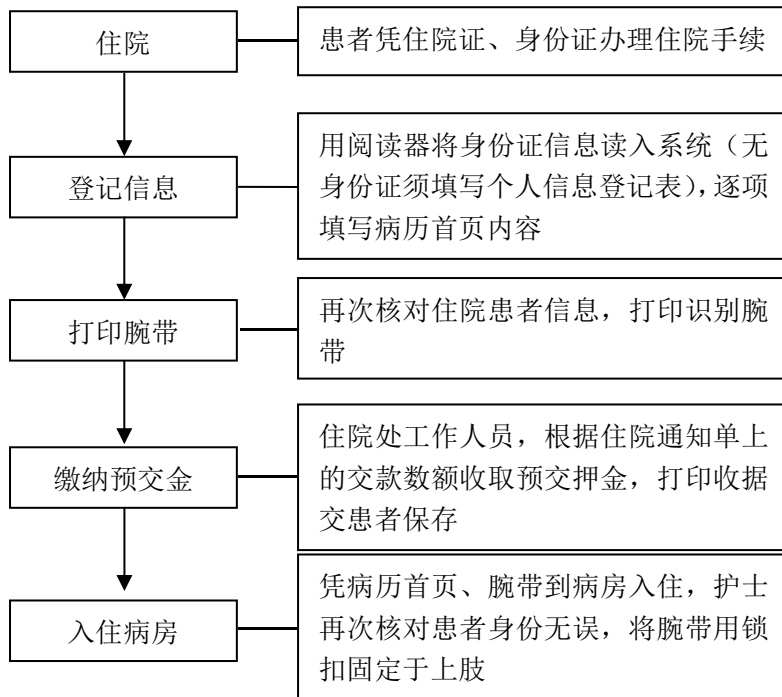 住院
患者凭住院证、身份证办理住院手续
登记信息
用阅读器将身份证信息读入系统（无
身份证须填写个人信息登记表），逐项
填写病历首页内容
打印腕带
再次核对住院患者信息，打印识别腕
带
缴纳预交金
住院处工作人员，根据住院通知单上
的交款数额收取预交押金，打印收据
交患者保存
入住病房
凭病历首页、腕带到病房入住，护士
再次核对患者身份无误，将腕带用锁
扣固定于上肢